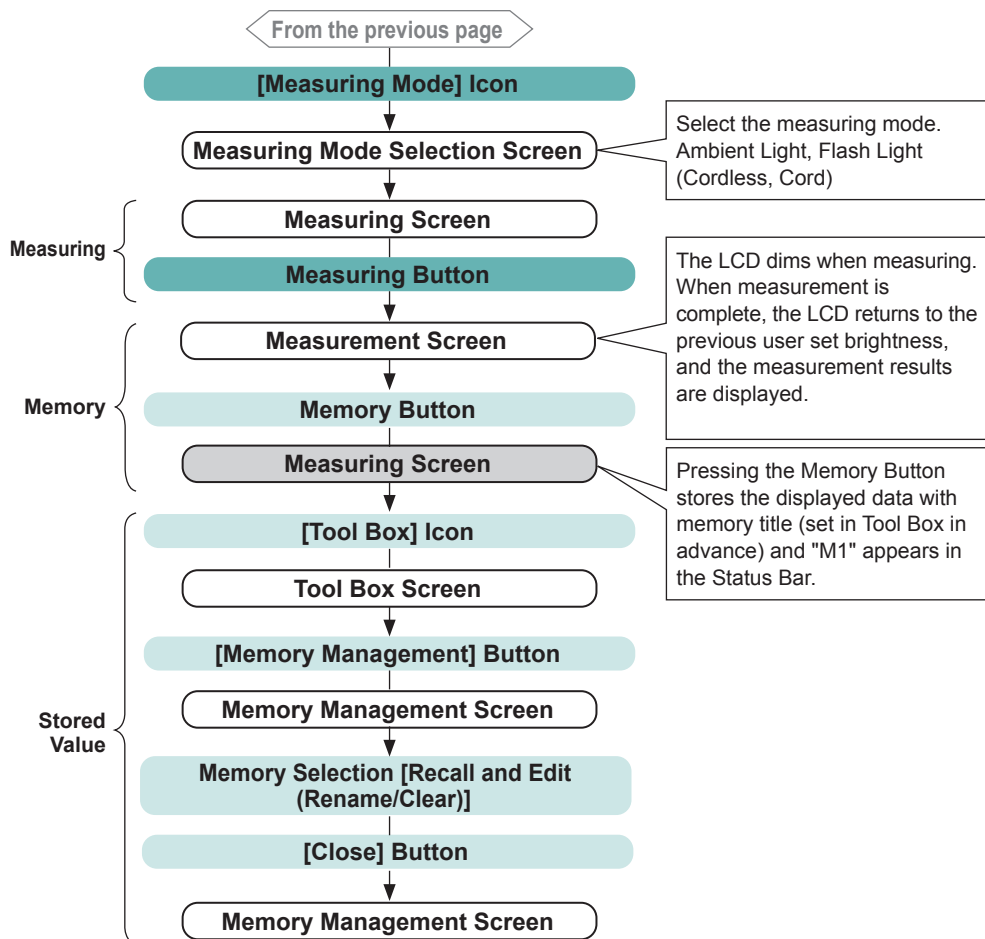 From the previous page
[Measuring Mode] Icon
Measuring Mode Selection Screen
Select the measuring mode.
Ambient Light, Flash Light
(Cordless, Cord)
Measuring
Measuring Screen
Measuring Button
The LCD dims when measuring.
When measurement is
complete, the LCD returns to the
previous user set brightness,
and the measurement results
are displayed.
Memory
Measurement Screen
Memory Button
Measuring Screen
Pressing the Memory Button
stores the displayed data with
memory title (set in Tool Box in
advance) and "M1" appears in
the Status Bar.
Stored
Value
[Tool Box] Icon
Tool Box Screen
[Memory Management] Button
Memory Management Screen
Memory Selection [Recall and Edit
(Rename/Clear)]
[Close] Button
Memory Management Screen